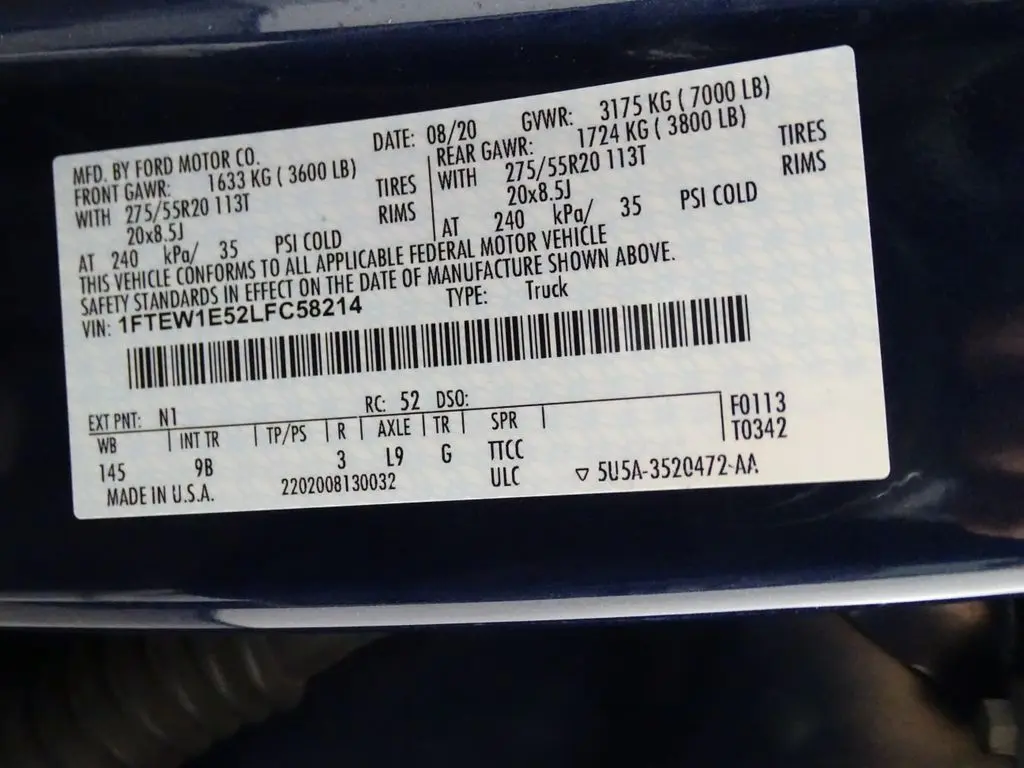 MFD. BY FORD MOTOR CO. DATE: 08/20 GVWR: 3175 KG ( 7000 LB)
FRONT GAWR: 1633 KG ( 3600 LB) REAR GAWR: 1724 KG ( 3800 LB)
WITH 275/55R20 113T TIRES WITH 275/55R20 113T TIRES
20x8.5J RIMS 20x8.5J RIMS
AT 240 kPa/ 35 PSI COLD AT 240 kPa/ 35 PSI COLD
THIS VEHICLE CONFORMS TO ALL APPLICABLE FEDERAL MOTOR VEHICLE
SAFETY STANDARDS IN EFFECT ON THE DATE OF MANUFACTURE SHOWN ABOVE.
VIN: 1FTEW1E52LFC58214 TYPE: Truck
EXT PNT: N1 RC: 52 DSO:
WB INT TR TP/PS R AXLE TR SPR F0113
145 9B 3 L9 G TTCC T0342
MADE IN U.S.A. 2202008130032 ULC ▽ 5U5A-3520472-AA